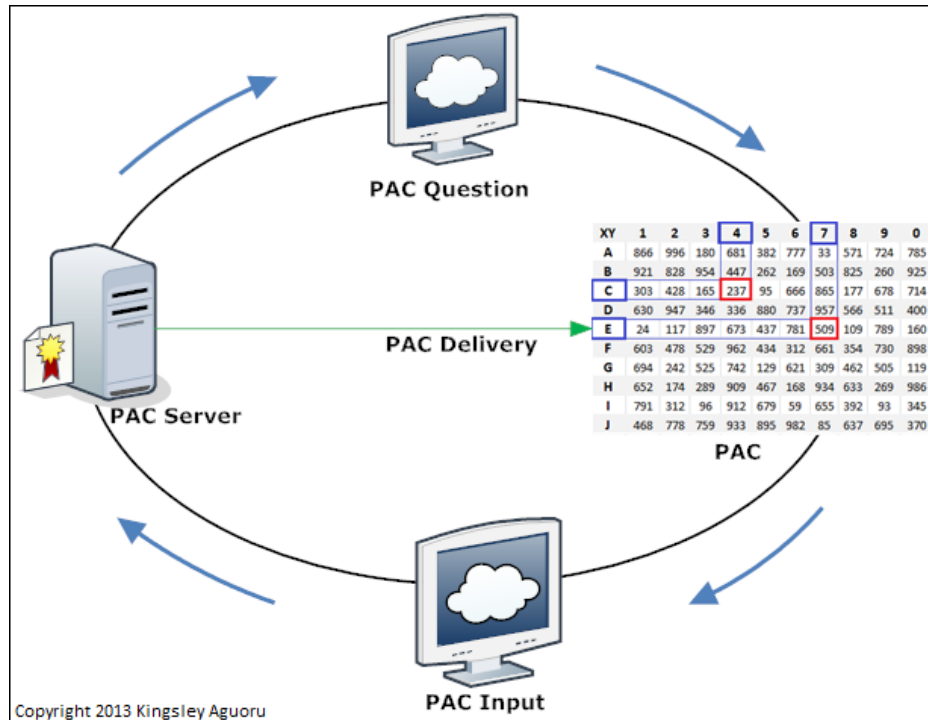 PAC Question
XY 1 2 3 4 5 6 7 8 9 0
A 866 996 180 681 382 777 33 571 724 785
B 921 828 954 447 262 169 503 825 260 925
C 303 428 165 237 95 666 865 177 678 714
D 630 947 346 336 880 737 957 566 511 400
E 24 117 897 673 437 781 509 109 789 160
F 603 478 529 962 434 312 661 354 730 898
G 694 242 525 742 129 621 309 462 505 119
H 652 174 289 909 467 168 934 633 269 986
I 791 312 96 912 679 59 655 392 93 345
J 468 778 759 933 895 982 85 637 695 370
PAC Delivery
PAC Server
PAC
PAC Input
Copyright 2013 Kingsley Aguoru